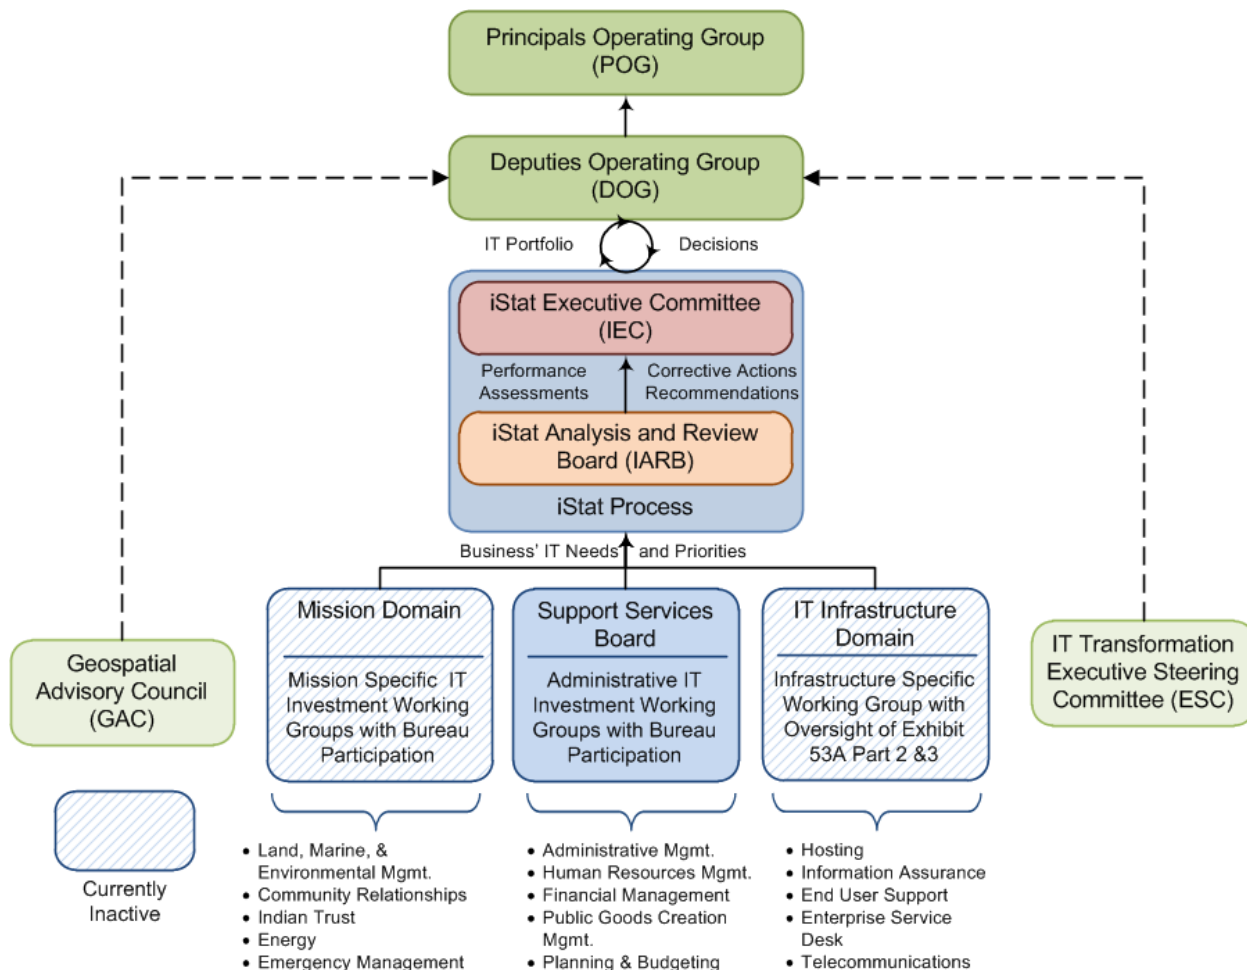 Principals Operating Group
(POG)
Deputies Operating Group
(DOG)
IT Portfolio
Decisions
iStat Executive Committee
(IEC)
Performance
Assessments
Corrective Actions
Recommendations
iStat Analysis and Review
Board (IARB)
iStat Process
Business' IT Needs and Priorities
Mission Domain
Mission Specific IT
Investment Working
Groups with Bureau
Participation
Support Services
Board
Administrative IT
Investment Working
Groups with Bureau
Participation
IT Infrastructure
Domain
Infrastructure Specific
Working Group with
Oversight of Exhibit
53A Part 2 &3
Geospatial
Advisory Council
(GAC)
IT Transformation
Executive Steering
Committee (ESC)
Currently
Inactive
• Land, Marine, &
Environmental Mgmt.
• Community Relationships
• Indian Trust
• Energy
• Emergency Management
• Administrative Mgmt.
• Human Resources Mgmt.
• Financial Management
• Public Goods Creation
Mgmt.
• Planning & Budgeting
• Hosting
• Information Assurance
• End User Support
• Enterprise Service
Desk
• Telecommunications